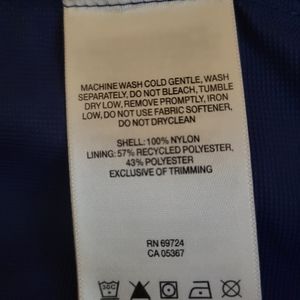 MACHINE WASH COLD GENTLE, WASH
SEPARATELY, DO NOT BLEACH, TUMBLE
DRY LOW, REMOVE PROMPTLY, IRON
LOW, DO NOT USE FABRIC SOFTENER,
DO NOT DRYCLEAN
SHELL: 100% NYLON
LINING: 57% RECYCLED POLYESTER,
43% POLYESTER
EXCLUSIVE OF TRIMMING
RN 69724
CA 05367